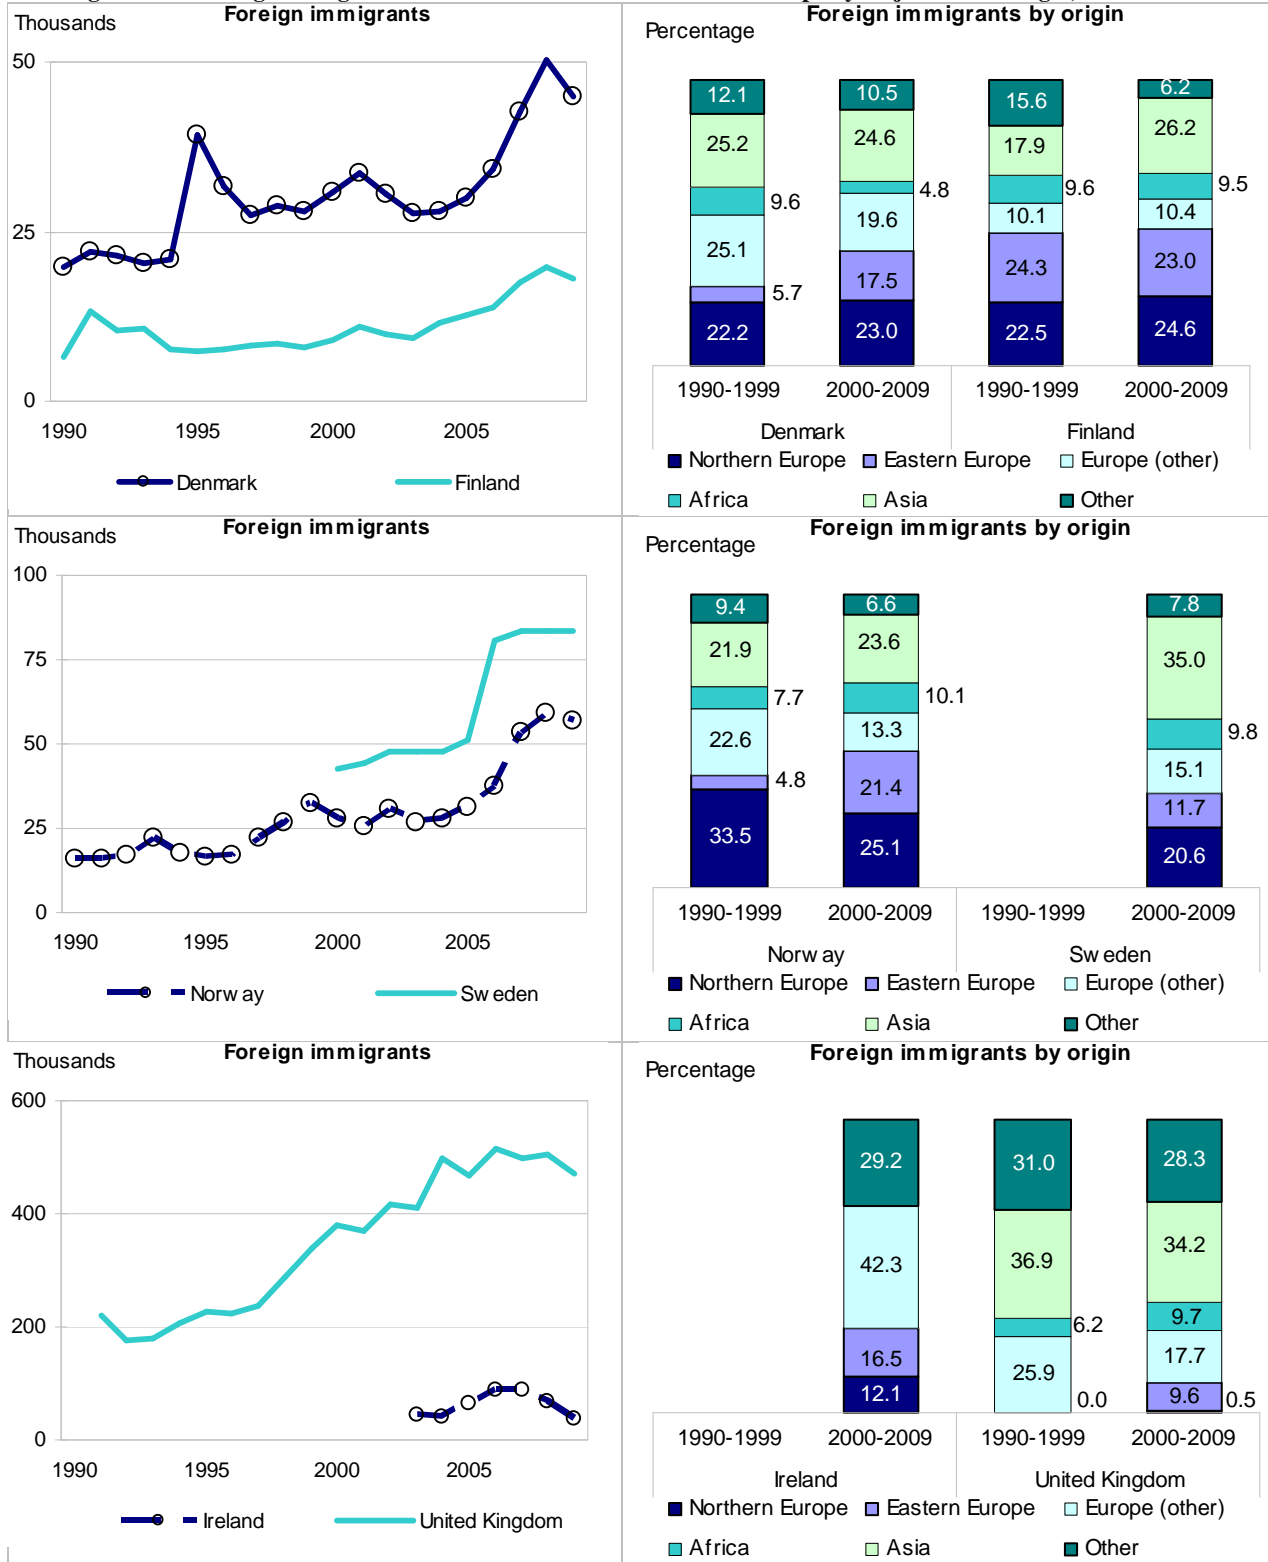 Foreign immigrants
Thousands
50
25
0
1990 1995 2000 2005
Denmark Finland
Foreign immigrants by origin
Percentage
12.1 10.5 15.6 6.2
25.2 24.6 17.9 26.2
9.6 4.8 9.6 9.5
25.1 19.6 10.1 10.4
5.7 17.5 24.3 23.0
22.2 23.0 22.5 24.6
1990-1999 2000-2009 1990-1999 2000-2009
Denmark Finland
Northern Europe Eastern Europe Europe (other)
Africa Asia Other
Foreign immigrants
Thousands
100
75
50
25
0
1990 1995 2000 2005
Norway Sweden
Foreign immigrants by origin
Percentage
9.4 6.6 7.8
21.9 23.6 35.0
7.7 10.1 9.8
22.6 13.3 15.1
4.8 21.4 11.7
33.5 25.1 20.6
1990-1999 2000-2009 1990-1999 2000-2009
Norway Sweden
Northern Europe Eastern Europe Europe (other)
Africa Asia Other
Foreign immigrants
Thousands
600
400
200
0
1990 1995 2000 2005
Ireland United Kingdom
Foreign immigrants by origin
Percentage
29.2 31.0 28.3
42.3 36.9 34.2
6.2 9.7
16.5 25.9 17.7
12.1 0.0 9.6 0.5
1990-1999 2000-2009 1990-1999 2000-2009
Ireland United Kingdom
Northern Europe Eastern Europe Europe (other)
Africa Asia Other